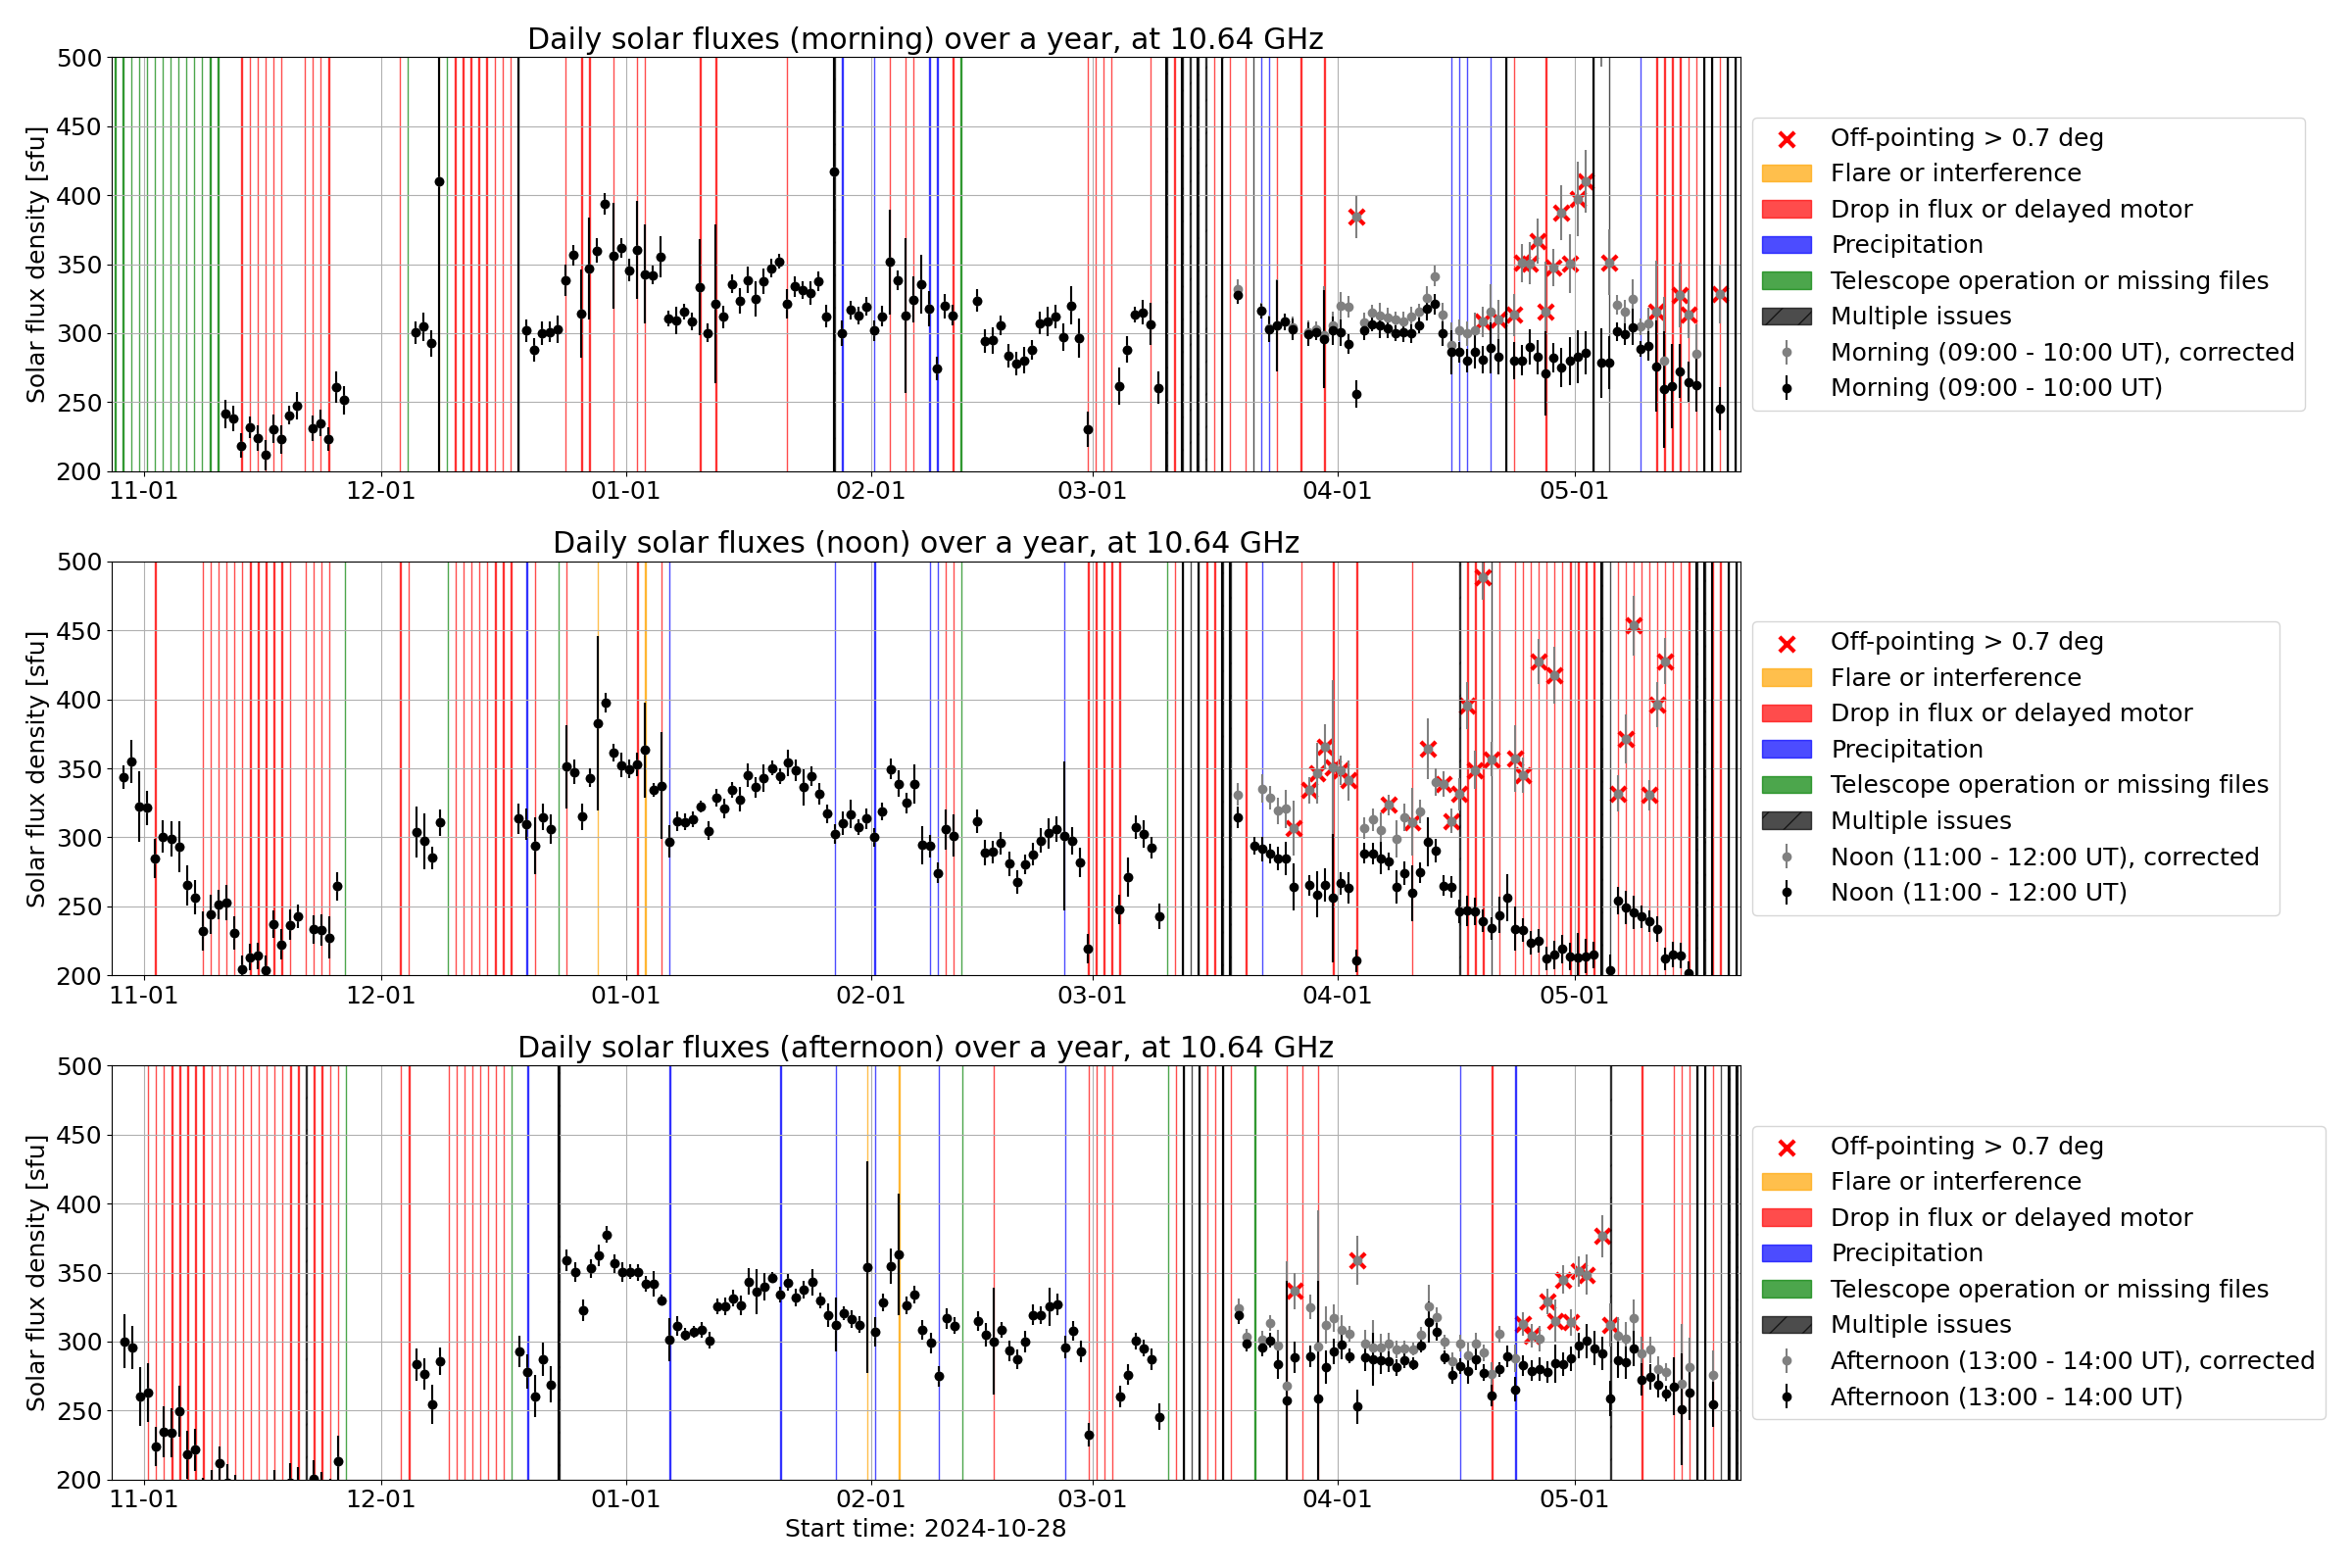 Daily solar fluxes (morning) over a year, at 10.64 GHz
Solar flux density [sfu]
500
450
400
350
300
250
200
11-01 12-01 01-01 02-01 03-01 04-01 05-01
Off-pointing > 0.7 deg
Flare or interference
Drop in flux or delayed motor
Precipitation
Telescope operation or missing files
Multiple issues
Morning (09:00 - 10:00 UT), corrected
Morning (09:00 - 10:00 UT)
Daily solar fluxes (noon) over a year, at 10.64 GHz
Solar flux density [sfu]
500
450
400
350
300
250
200
11-01 12-01 01-01 02-01 03-01 04-01 05-01
Off-pointing > 0.7 deg
Flare or interference
Drop in flux or delayed motor
Precipitation
Telescope operation or missing files
Multiple issues
Noon (11:00 - 12:00 UT), corrected
Noon (11:00 - 12:00 UT)
Daily solar fluxes (afternoon) over a year, at 10.64 GHz
Solar flux density [sfu]
500
450
400
350
300
250
200
11-01 12-01 01-01 02-01 03-01 04-01 05-01
Start time: 2024-10-28
Off-pointing > 0.7 deg
Flare or interference
Drop in flux or delayed motor
Precipitation
Telescope operation or missing files
Multiple issues
Afternoon (13:00 - 14:00 UT), corrected
Afternoon (13:00 - 14:00 UT)